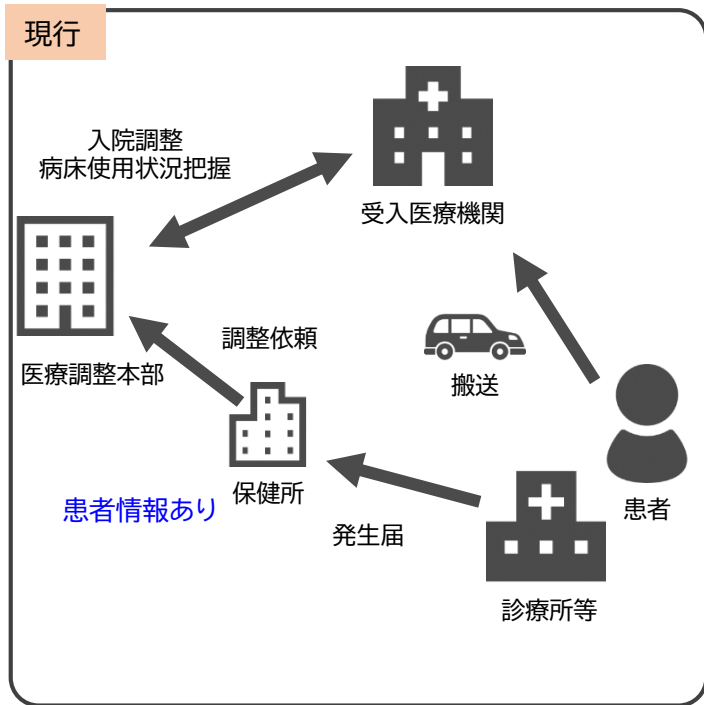 現行
入院調整
病床使用状況把握
受入医療機関
調整依頼
医療調整本部
搬送
保健所
患者情報あり
患者
発生届
診療所等